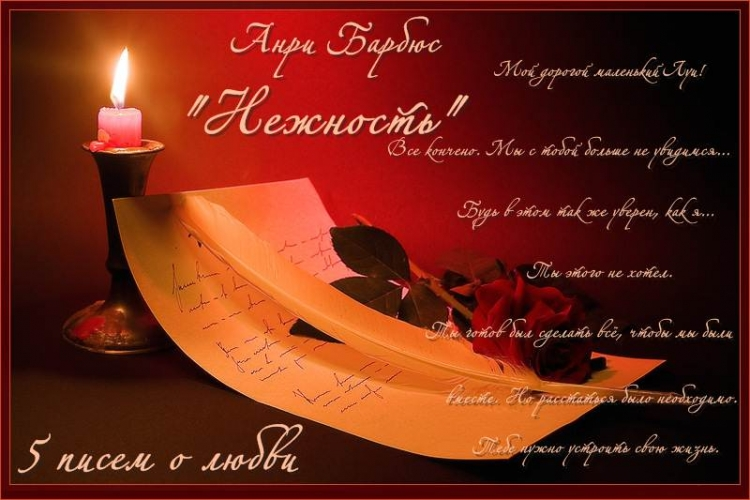 Анри Барбюс
"Нежность"
Мой дорогой маленький Луи!
Все кончено. Мы с тобой больше не увидимся...
Будь в этом так же уверен, как я...
Ты этого не хотел.
Ты готов был сделать всё, чтобы мы были
вместе. Но расстаться было необходимо.
Тебе нужно устроить свою жизнь.
5 писем о любви